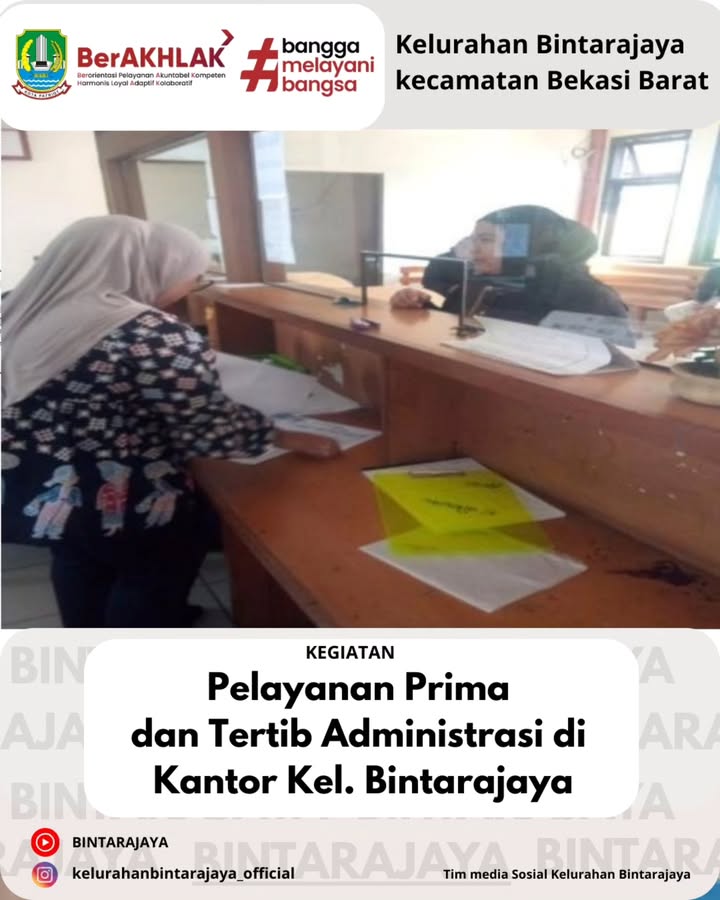 BerAKHLAK
Berorientasi Pelayanan Akuntabel Kompeten
Harmonis Loyal Adaptif Kolaboratif
#bangga
melayani
bangsa
Kelurahan Bintarajaya
kecamatan Bekasi Barat
KEGIATAN
Pelayanan Prima
dan Tertib Administrasi di
Kantor Kel. Bintarajaya
BINTARAJAYA
kelurahanbintarajaya_official
Tim media Sosial Kelurahan Bintarajaya
BINTARAJAYA